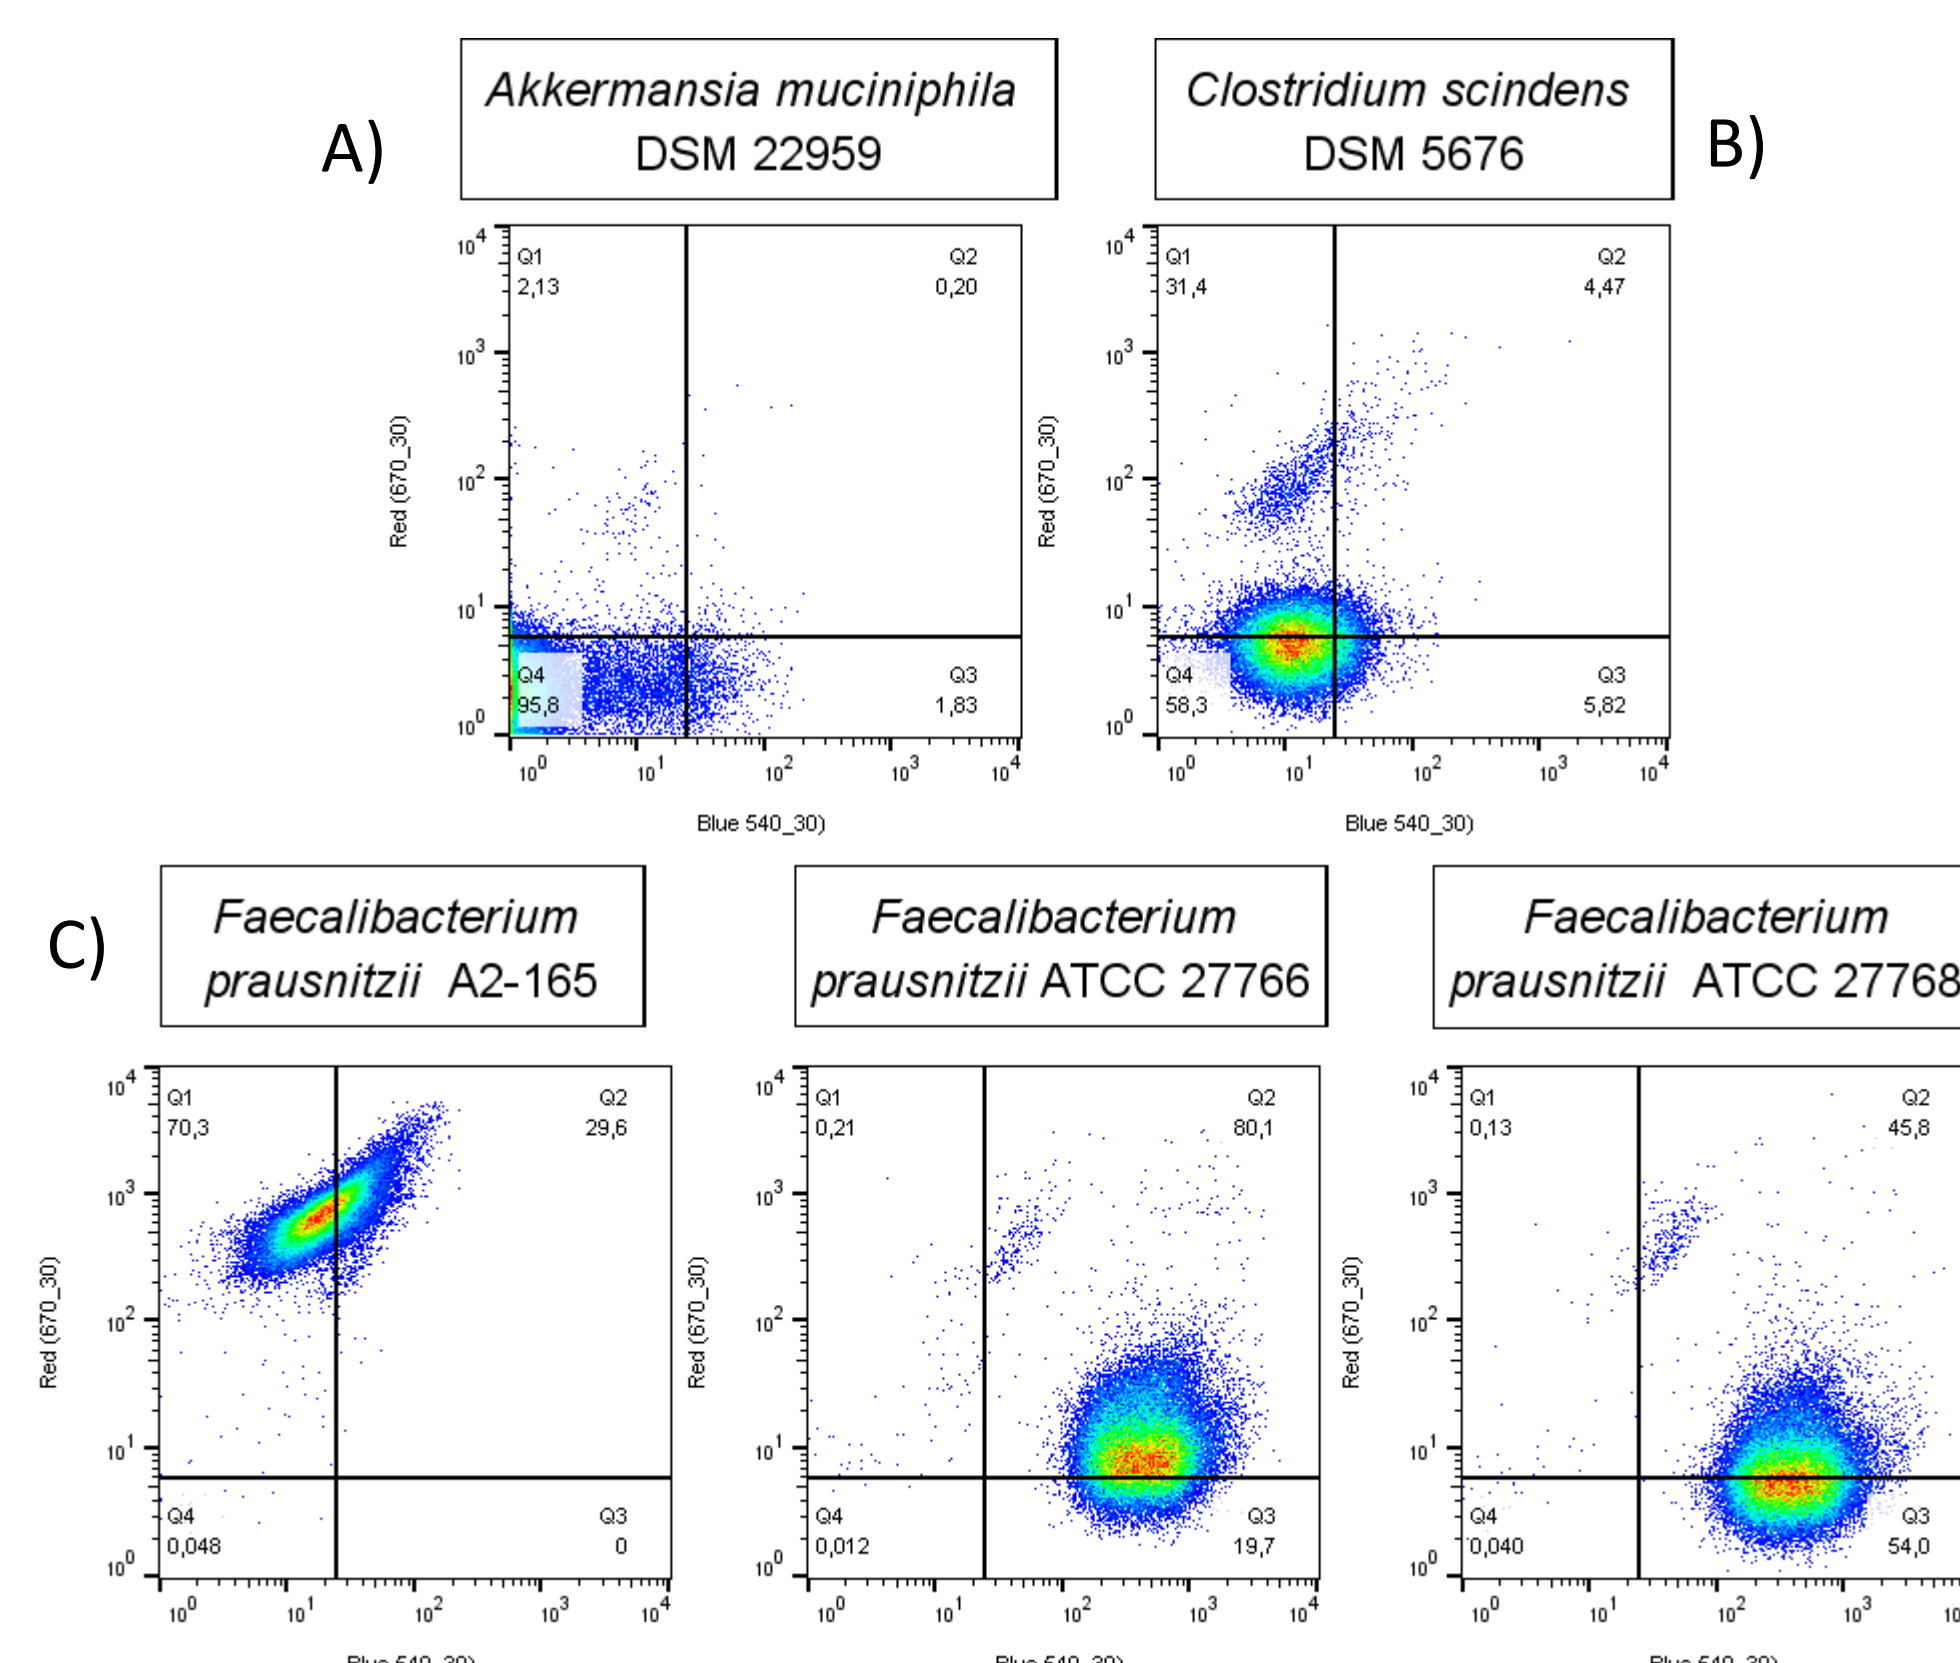 A)
Akkermansia muciniphila
DSM 22959
Clostridium scindens
DSM 5676
B)
Q1
2,13
Q2
0,20
Q4
95,8
Q3
1,83
10^4
10^3
10^2
10^1
10^0
Red (670_30)
10^0 10^1 10^2 10^3 10^4
Blue 540_30)
Q1
31,4
Q2
4,47
Q4
58,3
Q3
5,82
10^4
10^3
10^2
10^1
10^0
Red (670_30)
10^0 10^1 10^2 10^3 10^4
Blue 540_30)
C)
Faecalibacterium
prausnitzii A2-165
Faecalibacterium
prausnitzii ATCC 27766
Faecalibacterium
prausnitzii ATCC 27768
Q1
70,3
Q2
29,6
Q4
0,048
Q3
0
10^4
10^3
10^2
10^1
10^0
Red (670_30)
10^0 10^1 10^2 10^3 10^4
Blue 540_30)
Q1
0,21
Q2
80,1
Q4
0,012
Q3
19,7
10^4
10^3
10^2
10^1
10^0
Red (670_30)
10^0 10^1 10^2 10^3 10^4
Blue 540_30)
Q1
0,13
Q2
45,8
Q4
0,040
Q3
54,0
10^4
10^3
10^2
10^1
10^0
Red (670_30)
10^0 10^1 10^2 10^3
Blue 540_30)